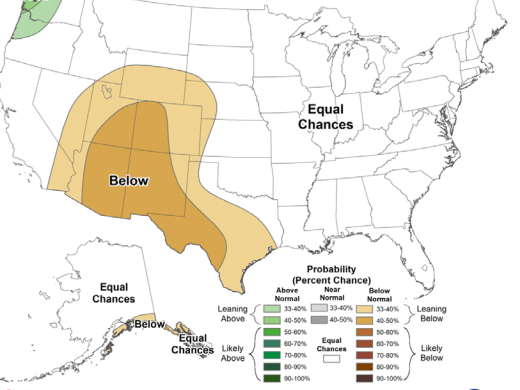 Equal
Chances
Below
Equal
Chances
Below
Equal
Chances
Probability
(Percent Chance)
Above
Normal
Near
Normal
Below
Normal
Leaning
Above
33-40%
33-40%
33-40%
Leaning
Below
40-50%
40-50%
40-50%
Likely
Above
50-60%
60-70%
70-80%
80-90%
90-100%
Equal
Chances
50-60%
60-70%
70-80%
80-90%
90-100%
Likely
Below